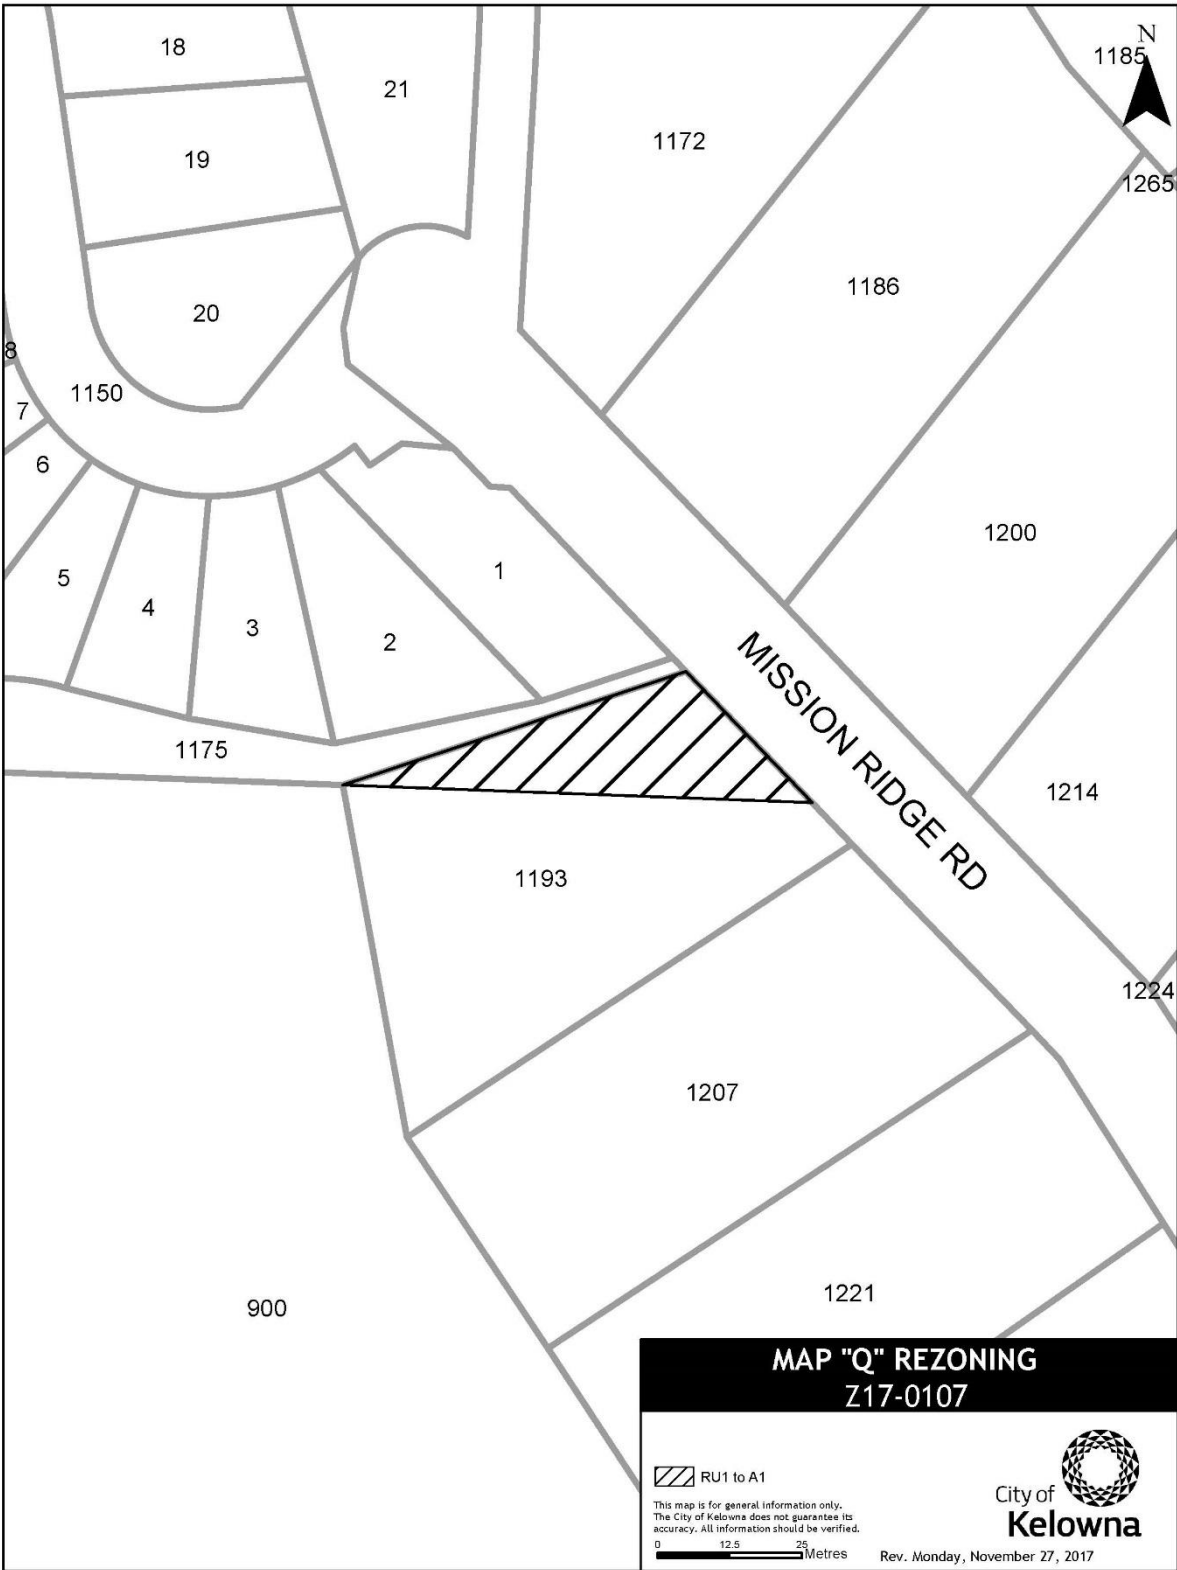 18
21
N
1185
1172
19
1265
1186
20
8
1150
7
6
1200
1
5
4
3
2
MISSION RIDGE RD
1175
1214
1193
1224
1207
1221
900
MAP "Q" REZONING
Z17-0107
RU1 to A1
This map is for general information only.
The City of Kelowna does not guarantee its
accuracy. All information should be verified.
0 12.5 25
Metres
City of
Kelowna
Rev. Monday, November 27, 2017